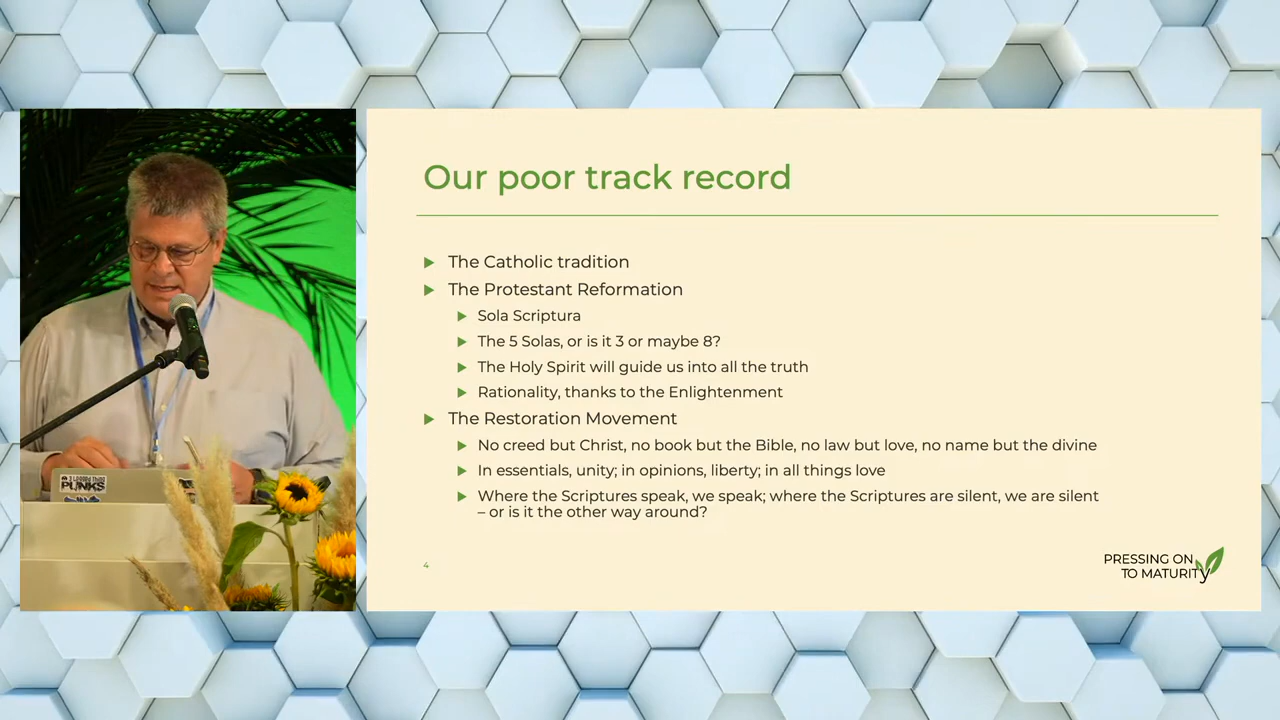 Our poor track record
The Catholic tradition
The Protestant Reformation
Sola Scriptura
The 5 Solas, or is it 3 or maybe 8?
The Holy Spirit will guide us into all the truth
Rationality, thanks to the Enlightenment
The Restoration Movement
No creed but Christ, no book but the Bible, no law but love, no name but the divine
In essentials, unity; in opinions, liberty; in all things love
Where the Scriptures speak, we speak; where the Scriptures are silent, we are silent
– or is it the other way around?
4
PRESSING ON
TO MATURITy
PUNKS